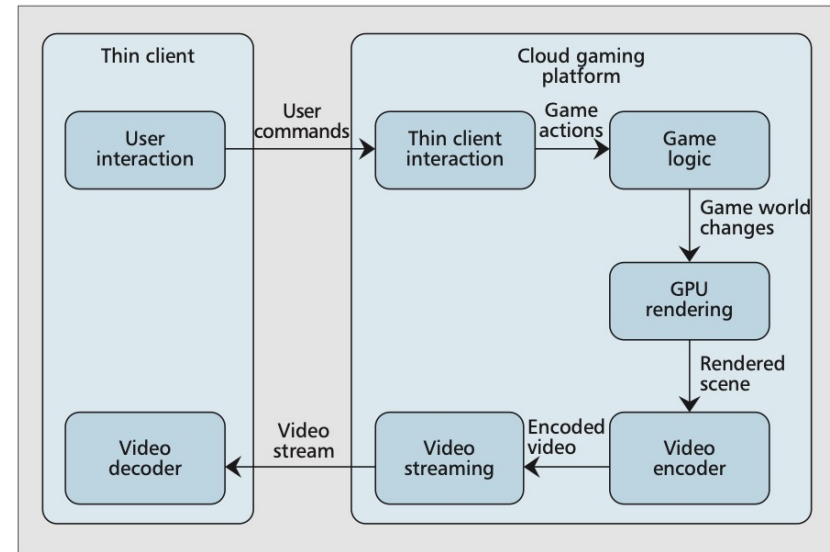 Thin client
Cloud gaming
platform
User
interaction
User
commands
Thin client
interaction
Game
actions
Game
logic
Game world
changes
GPU
rendering
Rendered
scene
Video
encoder
Encoded
video
Video
streaming
Video
stream
Video
decoder